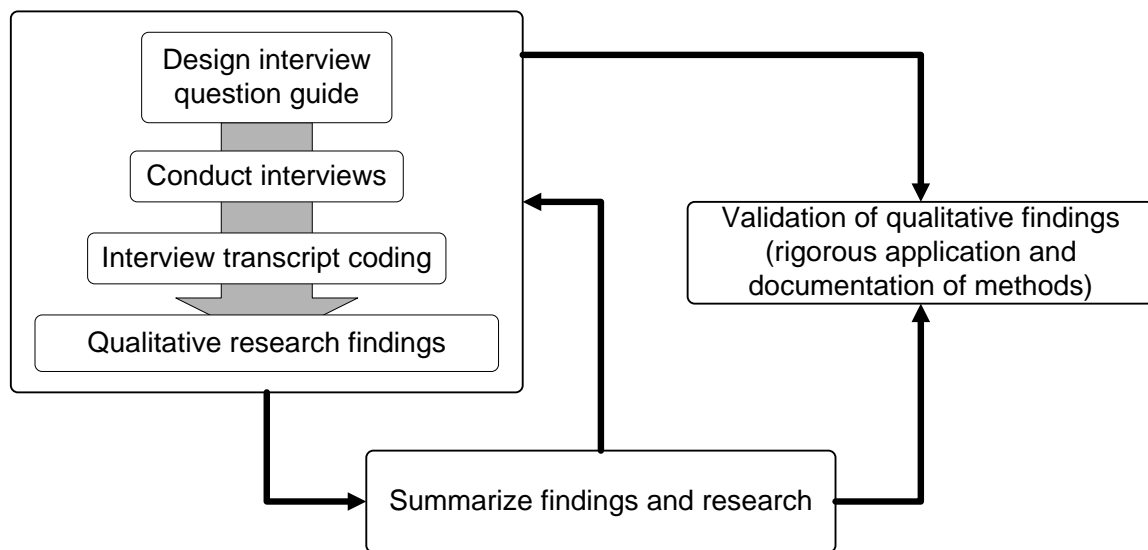 Design interview
question guide
Conduct interviews
Interview transcript coding
Qualitative research findings
Validation of qualitative findings
(rigorous application and
documentation of methods)
Summarize findings and research